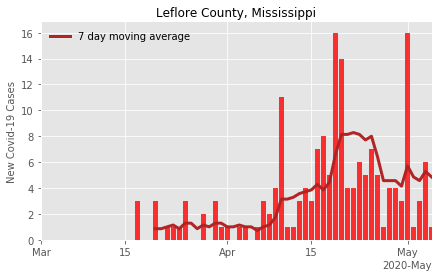 Leflore County, Mississippi
7 day moving average
New Covid-19 Cases
16
14
12
10
8
6
4
2
0
Mar
15
Apr
15
May
2020-May